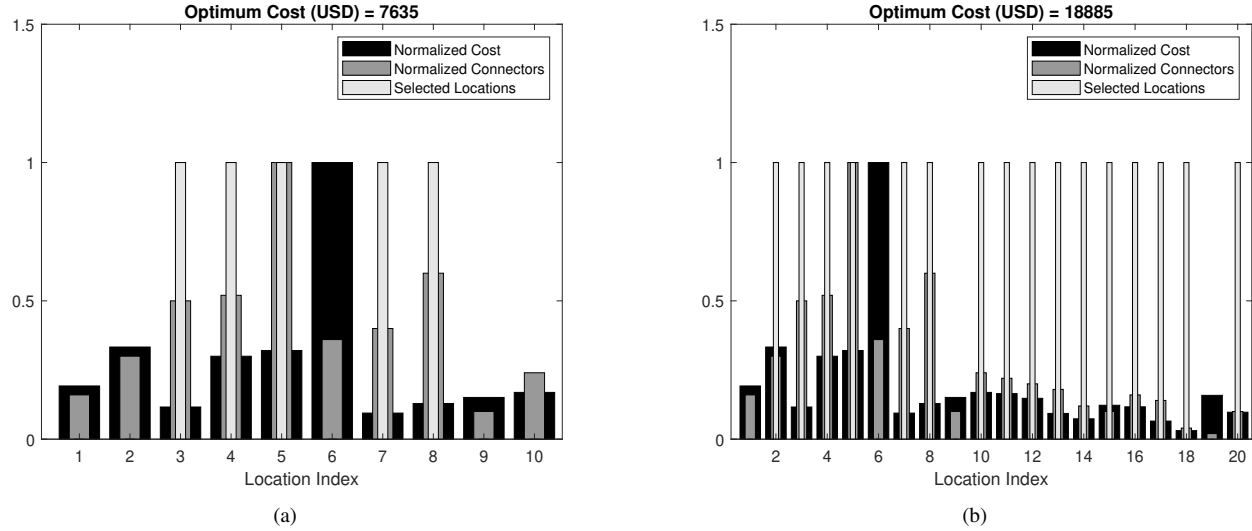 Optimum Cost (USD) = 7635
1.5
1
0.5
0
Normalized Cost
Normalized Connectors
Selected Locations
1 2 3 4 5 6 7 8 9 10
Location Index
(a)
Optimum Cost (USD) = 18885
1.5
1
0.5
0
Normalized Cost
Normalized Connectors
Selected Locations
2 4 6 8 10 12 14 16 18 20
Location Index
(b)